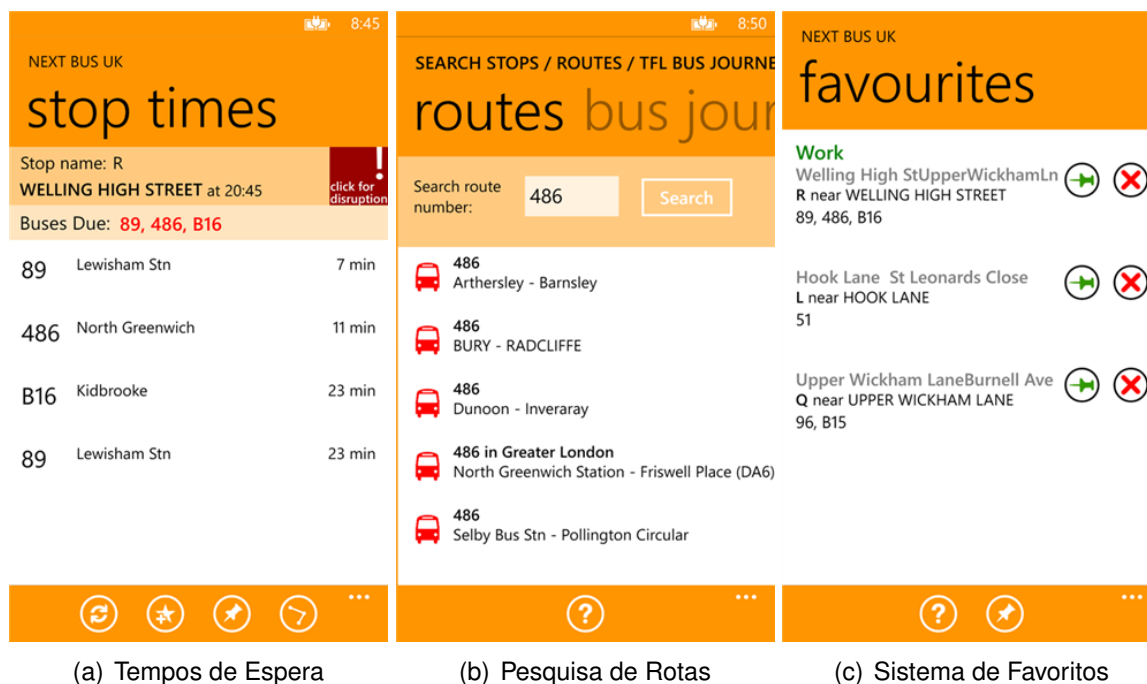 8:45
NEXT BUS UK
stop times
Stop name: R
WELLING HIGH STREET at 20:45
!
click for
disruption
Buses Due: 89, 486, B16
89 Lewisham Stn 7 min
486 North Greenwich 11 min
B16 Kidbrooke 23 min
89 Lewisham Stn 23 min
...
(a) Tempos de Espera
8:50
SEARCH STOPS / ROUTES / TFL BUS JOURNE
routes bus jour
Search route
number:
486
Search
486
Arthersley - Barnsley
486
BURY - RADCLIFFE
486
Dunoon - Inveraray
486 in Greater London
North Greenwich Station - Friswell Place (DA6)
486
Selby Bus Stn - Pollington Circular
?
...
(b) Pesquisa de Rotas
NEXT BUS UK
favourites
Work
Welling High StUpperWickhamLn
R near WELLING HIGH STREET
89, 486, B16
Hook Lane St Leonards Close
L near HOOK LANE
51
Upper Wickham LaneBurnell Ave
Q near UPPER WICKHAM LANE
96, B15
?
...
(c) Sistema de Favoritos